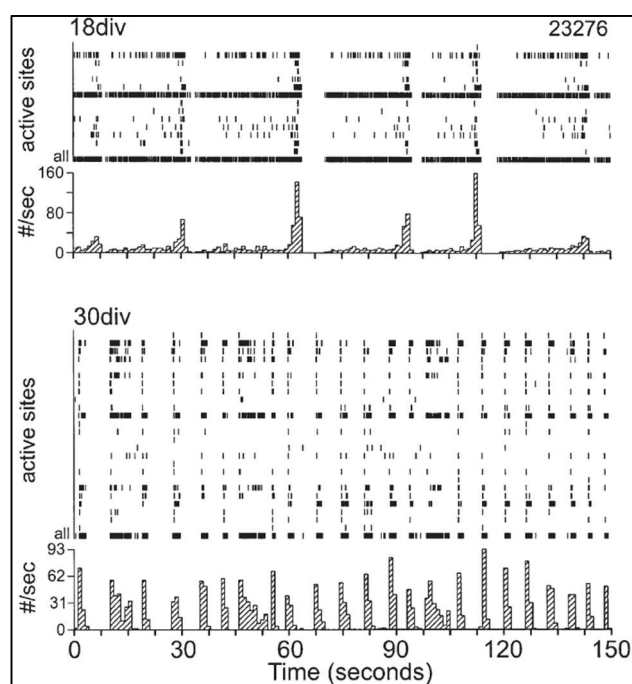 18div 23276
active sites
all
160
80
0
#/sec
30div
active sites
all
93
62
31
0
#/sec
0 30 60 90 120 150
Time (seconds)